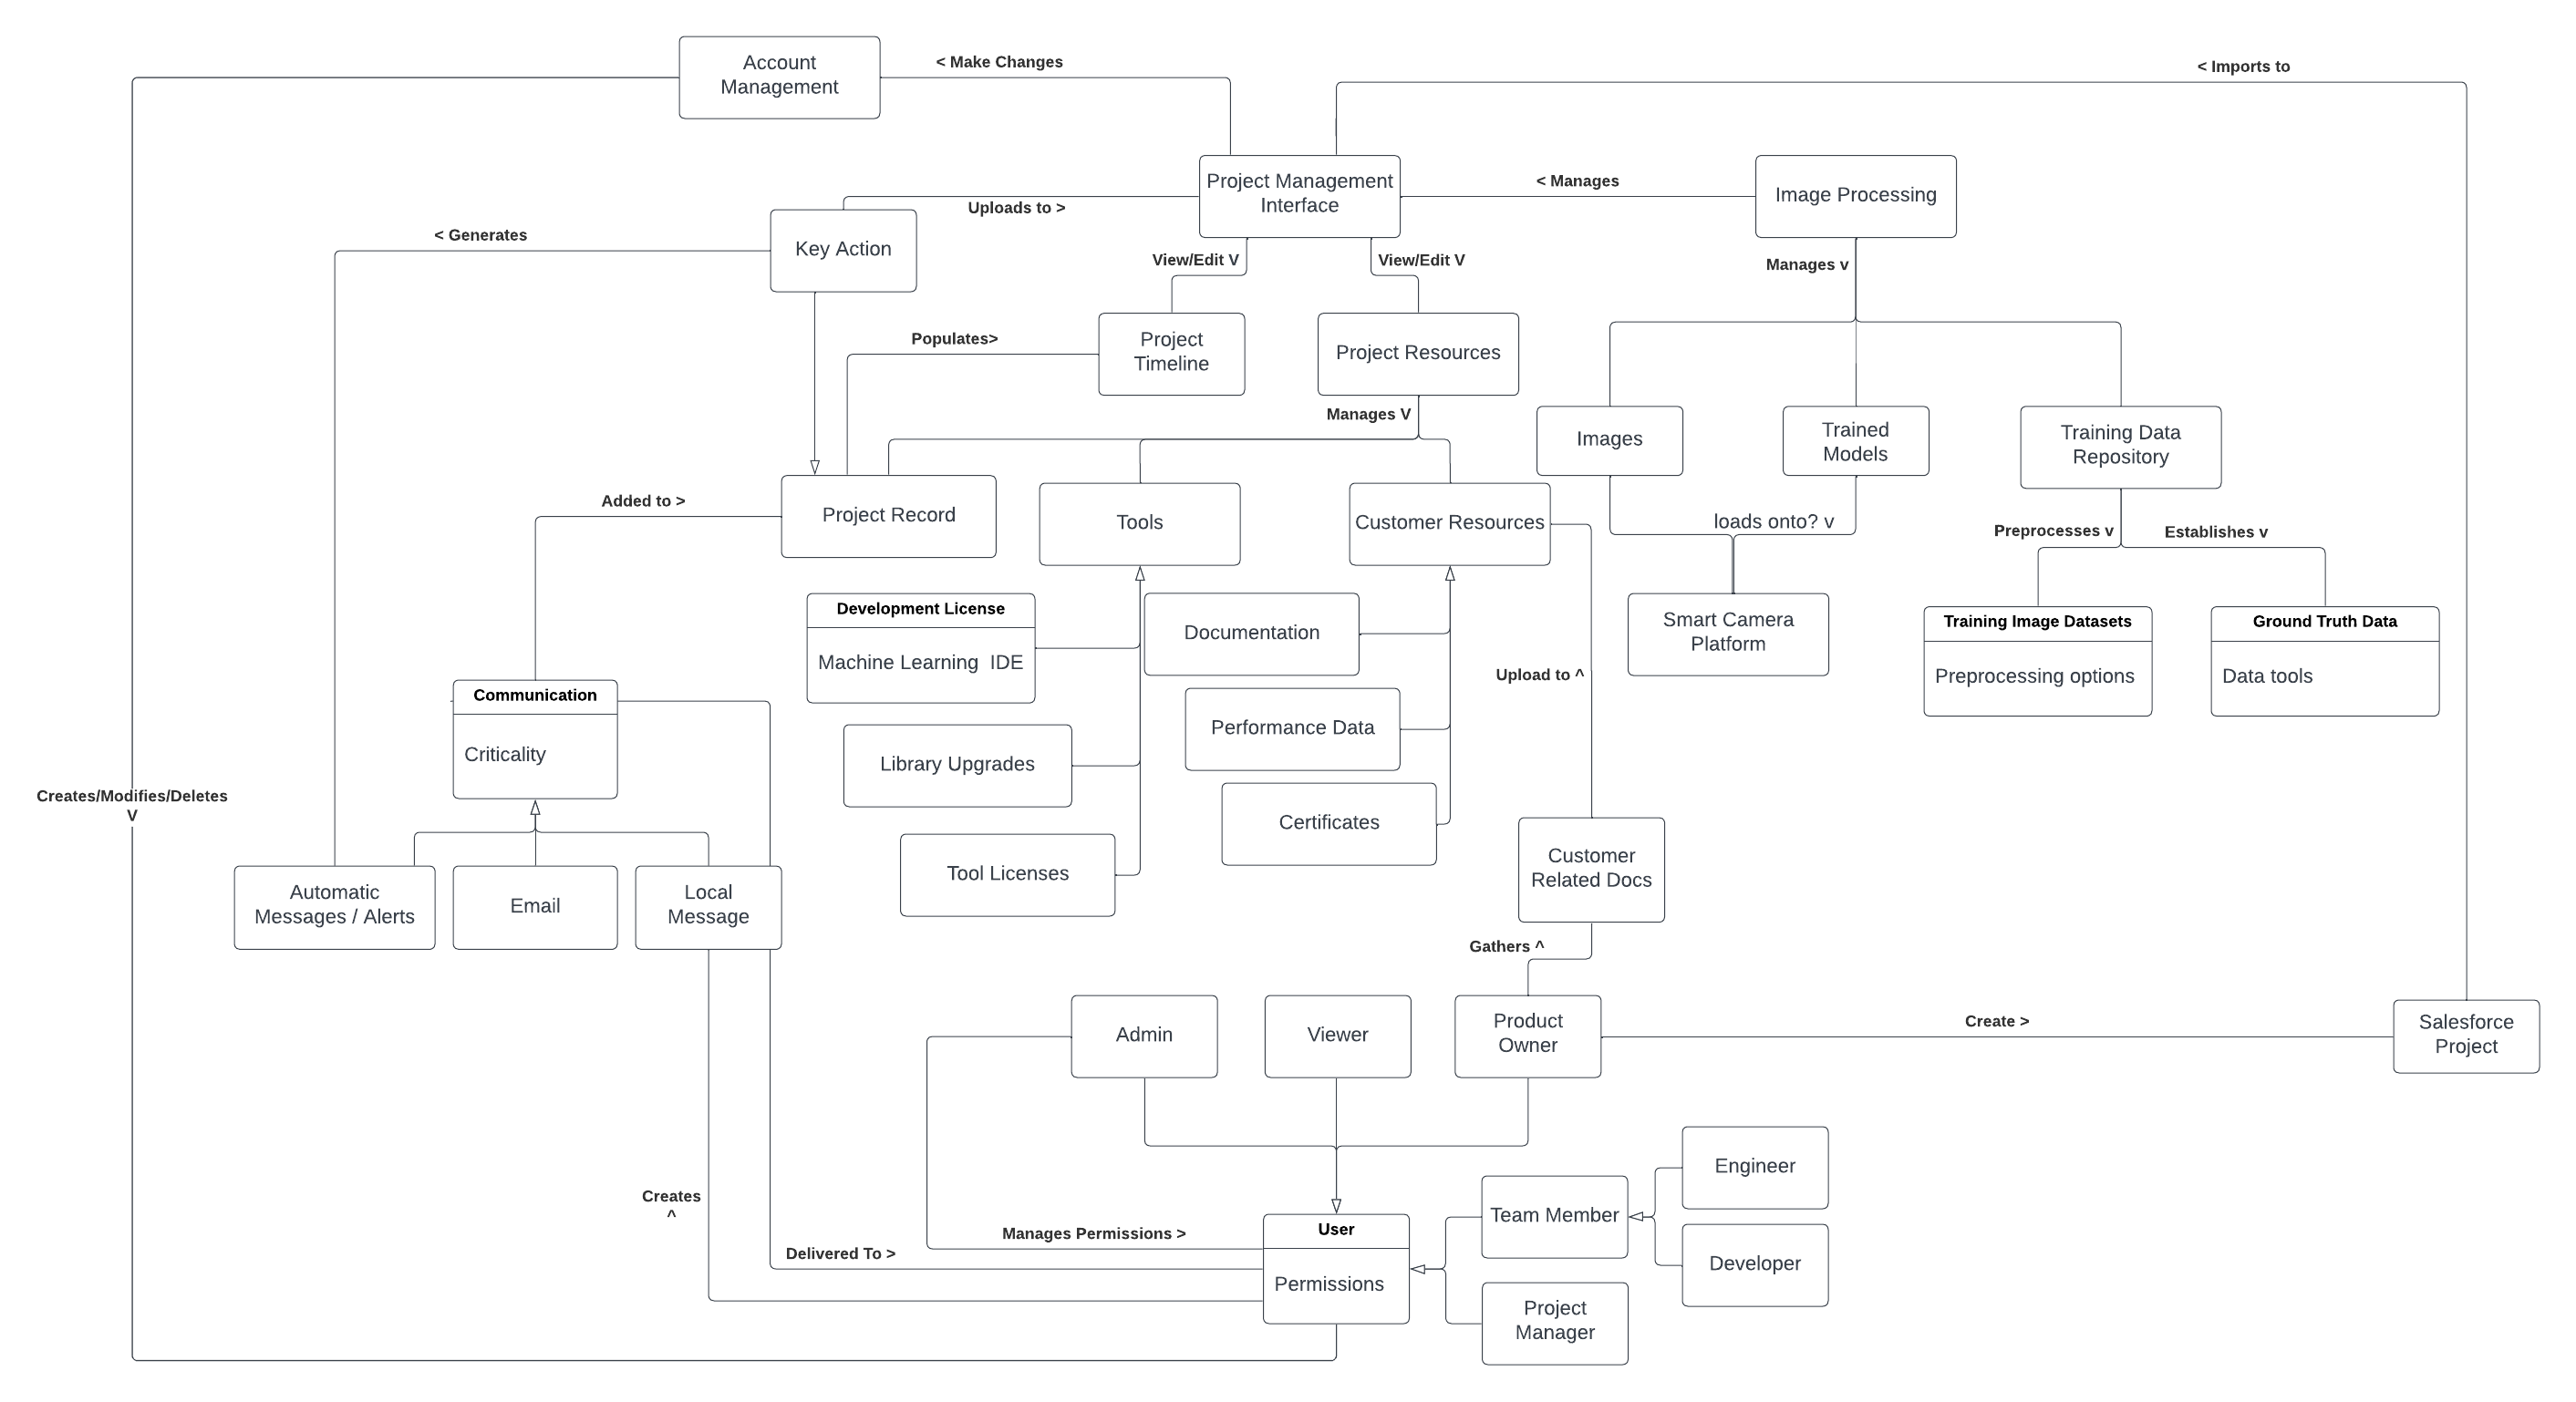 Account
Management
< Make Changes
< Imports to
Project Management
Interface
< Manages
Image Processing
Uploads to >
Key Action
< Generates
View/Edit V
View/Edit V
Manages v
Populates>
Project
Timeline
Project Resources
Manages V
Images
Trained
Models
Training Data
Repository
Added to >
Project Record
Tools
Customer Resources
loads onto? v
Preprocesses v
Establishes v
Development License
Machine Learning  IDE
Documentation
Smart Camera
Platform
Training Image Datasets
Preprocessing options
Ground Truth Data
Data tools
Upload to ^
Communication
Criticality
Performance Data
Library Upgrades
Certificates
Creates/Modifies/Deletes
V
Tool Licenses
Customer
Related Docs
Automatic
Messages / Alerts
Email
Local
Message
Gathers ^
Admin
Viewer
Product
Owner
Create >
Salesforce
Project
Engineer
Creates
^
Manages Permissions >
Delivered To >
User
Permissions
Team Member
Developer
Project
Manager